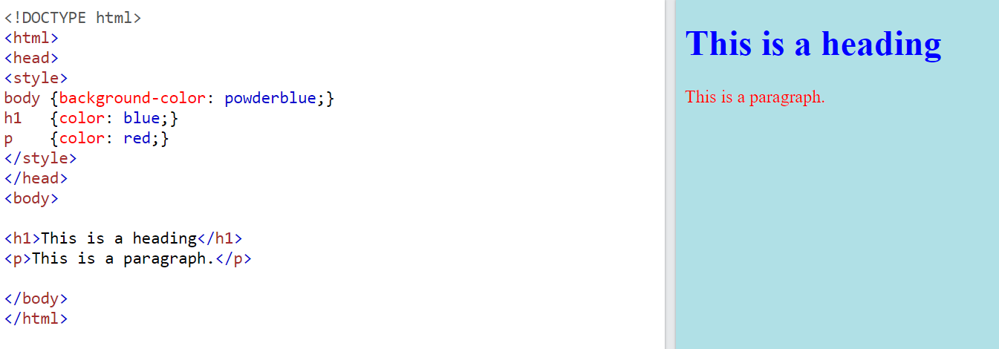 <!DOCTYPE html>
<html>
<head>
<style>
body {background-color: powderblue;}
h1   {color: blue;}
p    {color: red;}
</style>
</head>
<body>

<h1>This is a heading</h1>
<p>This is a paragraph.</p>

</body>
</html>
This is a heading
This is a paragraph.